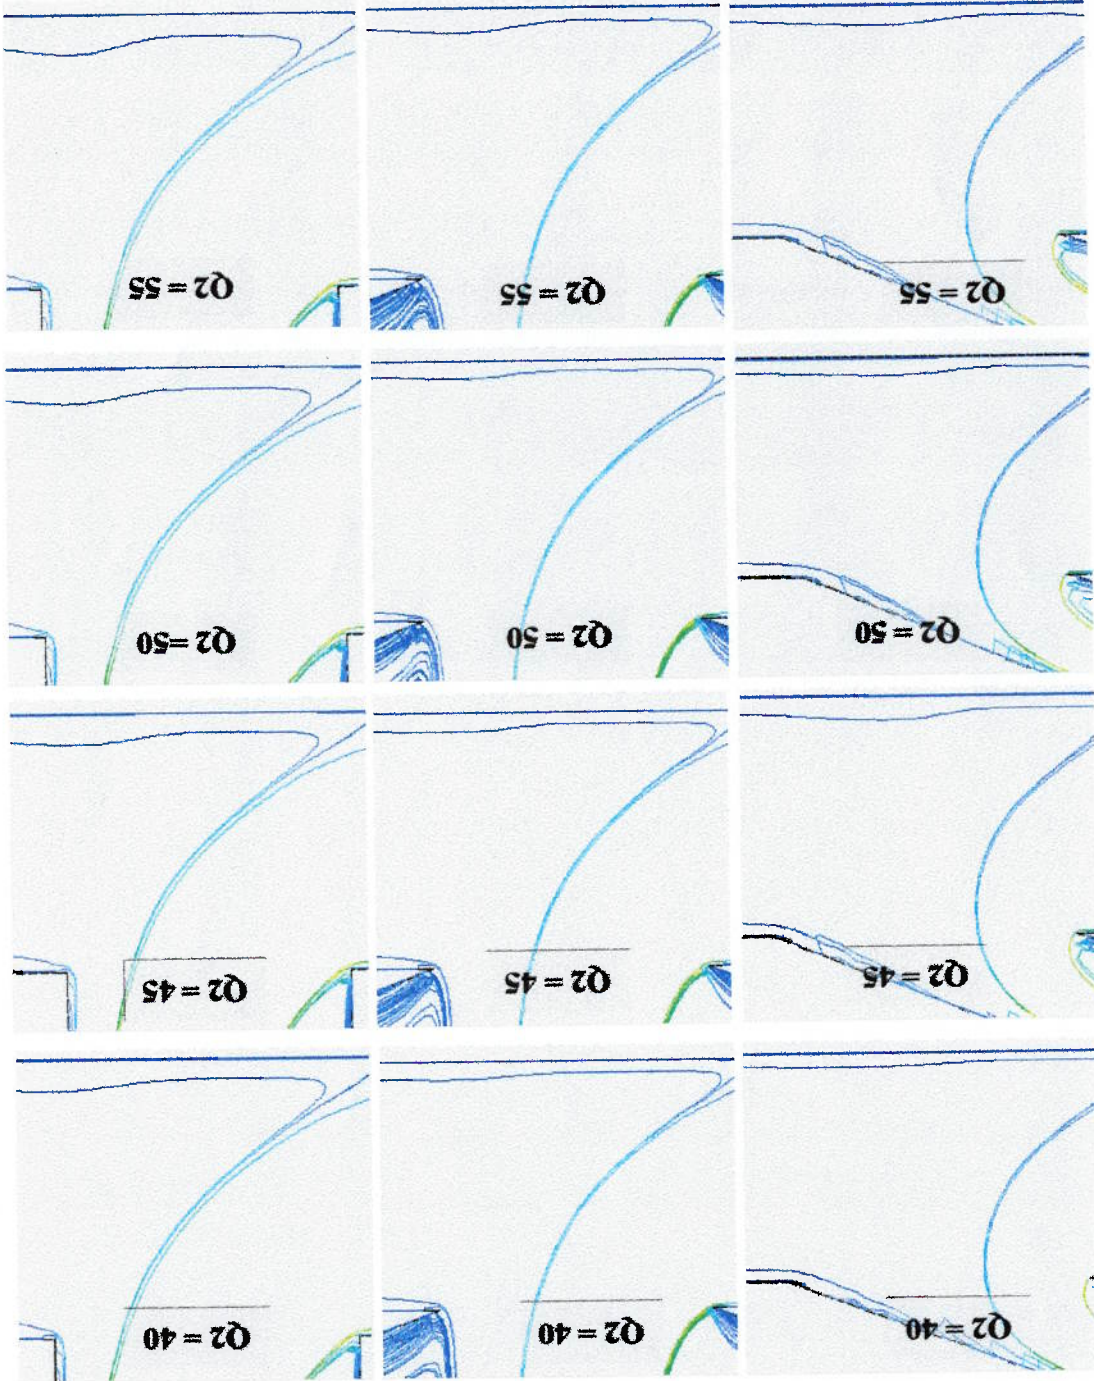 Q2 = 40
Q2 = 40
Q2 = 40
Q2 = 45
Q2 = 45
Q2 = 45
Q2 = 50
Q2 = 50
Q2 =50
Q2 = 55
Q2 = 55
Q2 = 55